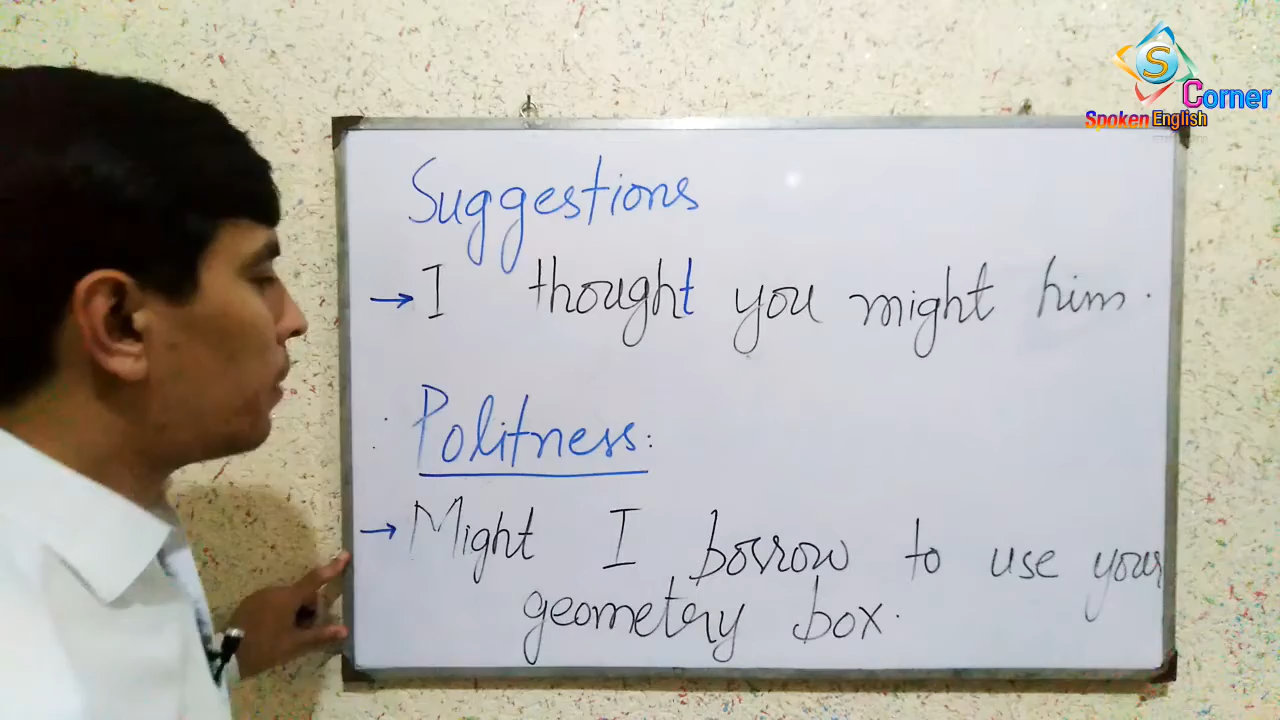 S
Corner
Spoken English
Suggestions
→ I thought you might him.
Politness:
→ Might I borrow to use your
geometry box.